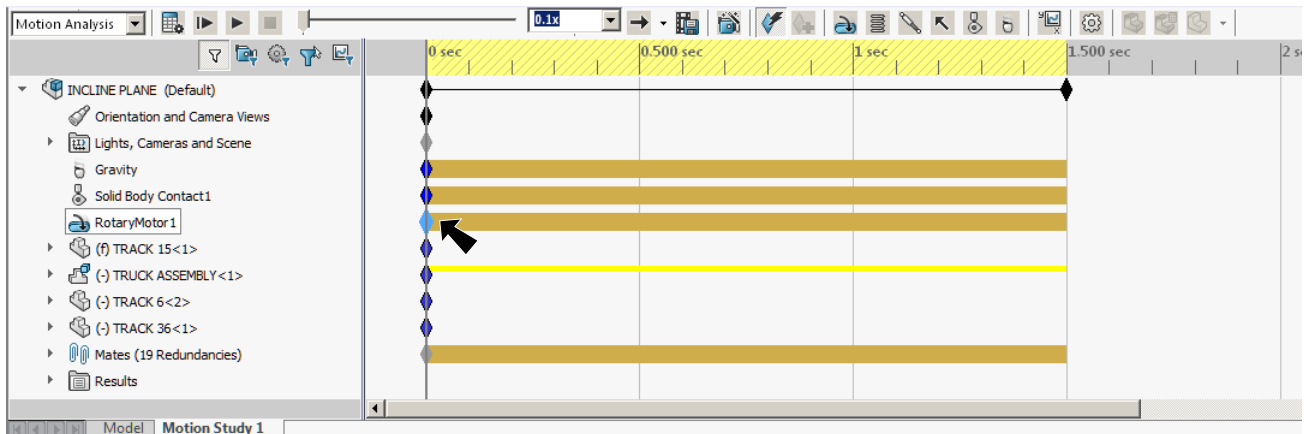 Motion Analysis
0.1x
0 sec
0.500 sec
1 sec
1.500 sec
2 s
INCLINE PLANE (Default)
Orientation and Camera Views
Lights, Cameras and Scene
Gravity
Solid Body Contact1
RotaryMotor1
(f) TRACK 15<1>
(-) TRUCK ASSEMBLY<1>
(-) TRACK 6<2>
(-) TRACK 36<1>
Mates (19 Redundancies)
Results
Model
Motion Study 1